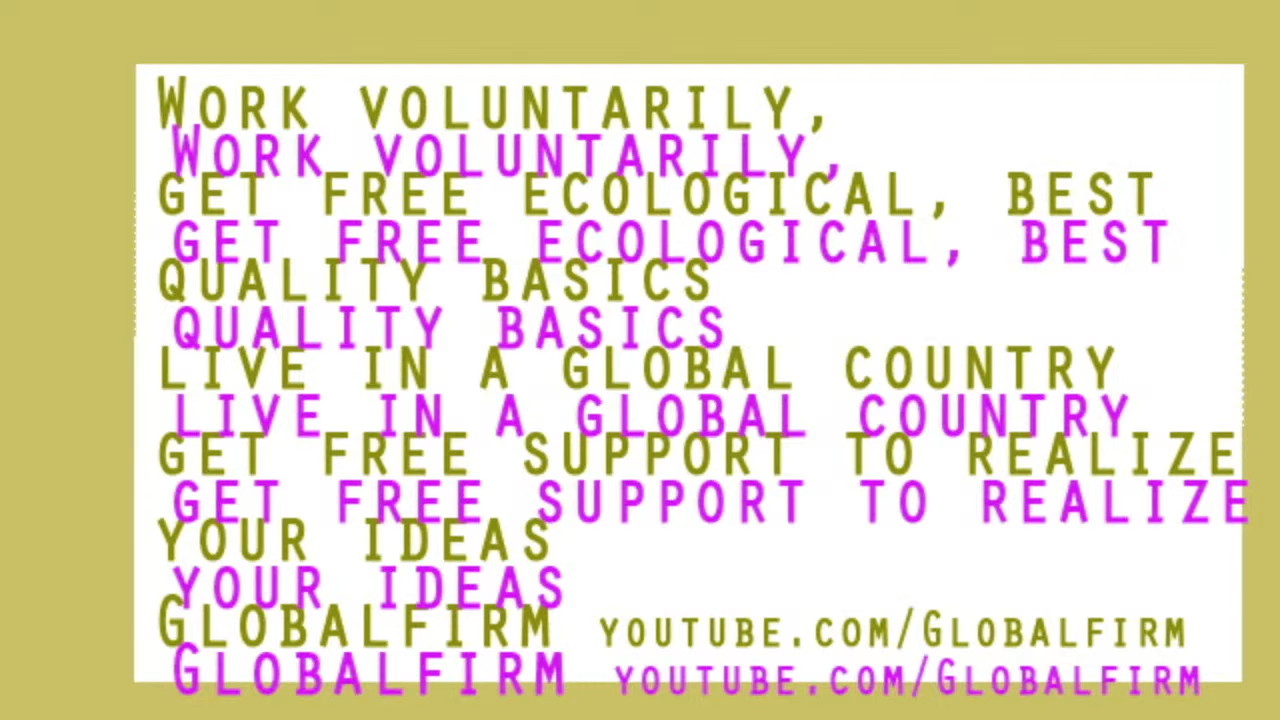 Work voluntarily,
Work voluntarily,
get free ecological, best
get free ecological, best
quality basics
quality basics
live in a global country
live in a global country
get free support to realize
get free support to realize
your ideas
your ideas
Globalfirm youtube.com/Globalfirm
Globalfirm youtube.com/Globalfirm